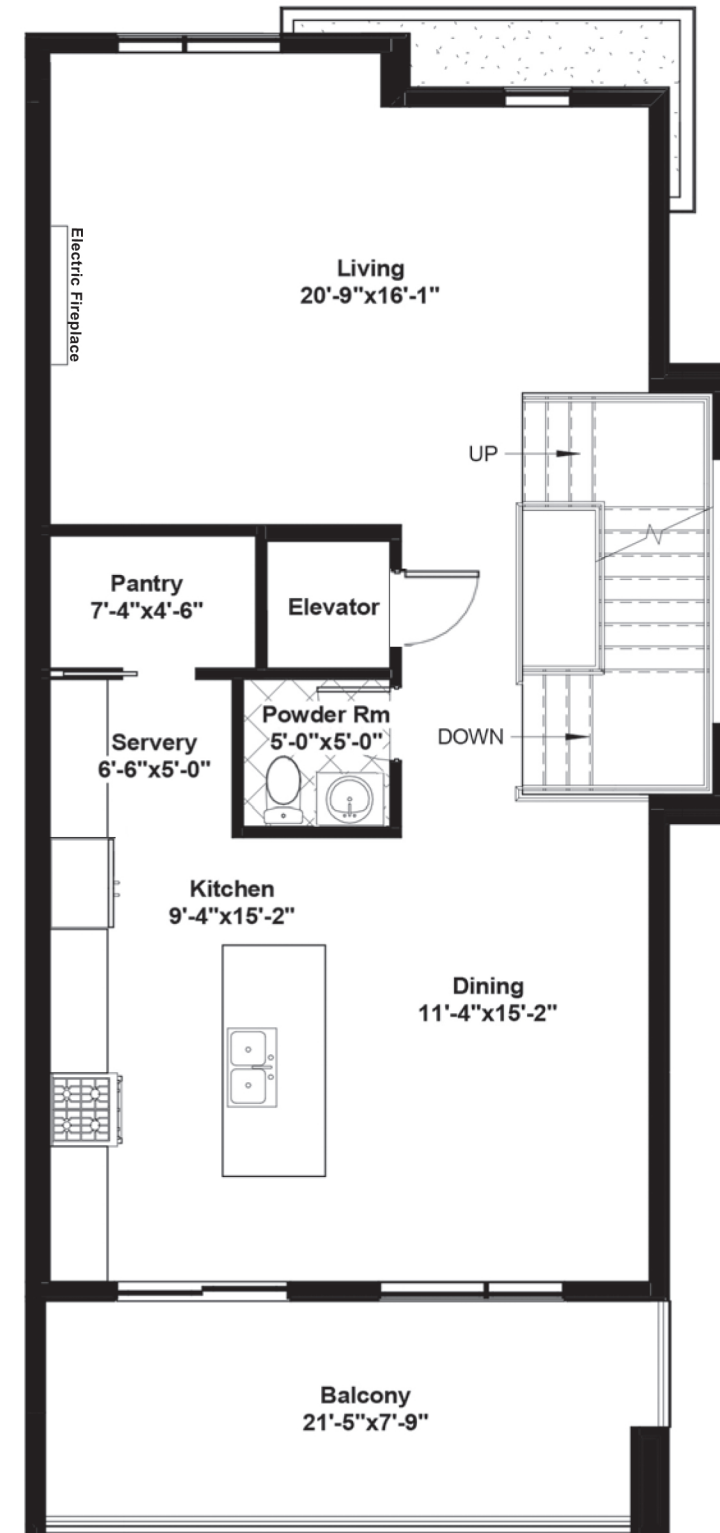 Electric Fireplace
Living
20'-9"x16'-1"
UP
Pantry
7'-4"x4'-6"
Elevator
Powder Rm
5'-0"x5'-0"
Servery
6'-6"x5'-0"
DOWN
Kitchen
9'-4"x15'-2"
Dining
11'-4"x15'-2"
Balcony
21'-5"x7'-9"